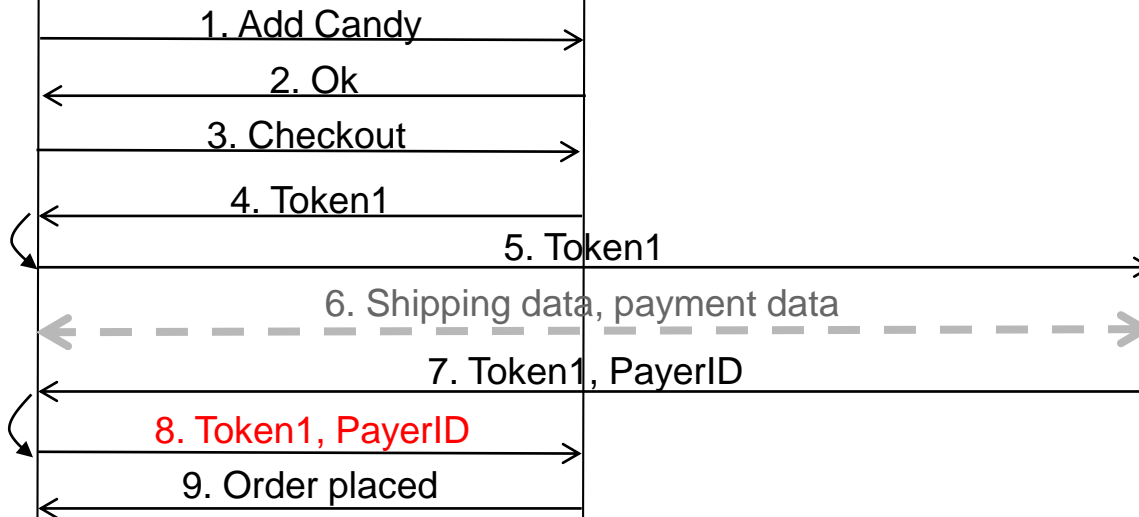 1. Add Candy
2. Ok
3. Checkout
4. Token1
5. Token1
6. Shipping data, payment data
7. Token1, PayerID
8. Token1, PayerID
9. Order placed